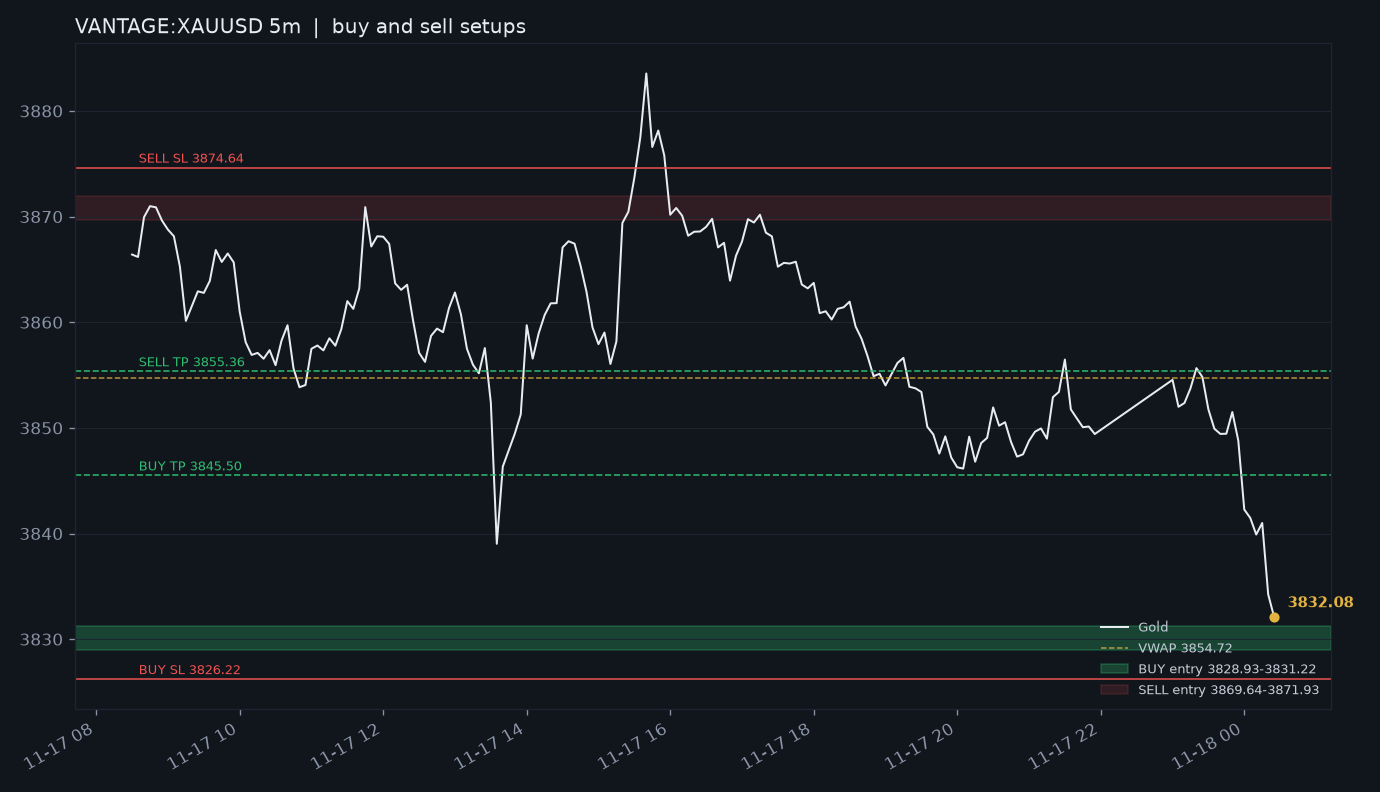 VANTAGE:XAUUSD 5m | buy and sell setups
3880
SELL SL 3874.64
3870
3860
SELL TP 3855.36
3850
BUY TP 3845.50
3840
3832.08
3830
Gold
VWAP 3854.72
BUY SL 3826.22
BUY entry 3828.93-3831.22
SELL entry 3869.64-3871.93
11-17 08
11-17 10
11-17 12
11-17 14
11-17 16
11-17 18
11-17 20
11-17 22
11-18 00